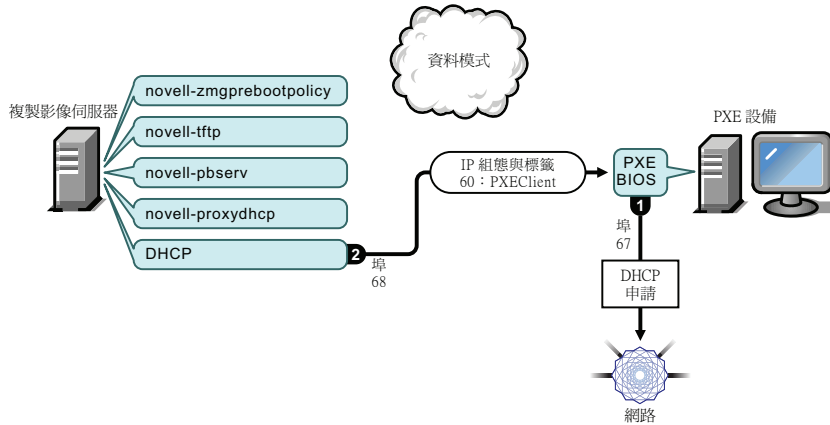 資料模式
複製影像伺服器
novell-zmgprebootpolicy
novell-tftp
novell-pbserv
novell-proxydhcp
DHCP
2
埠
68
IP 組態與標籤
60：PXEClient
PXE
BIOS
1
埠
67
PXE 設備
DHCP
申請
網路